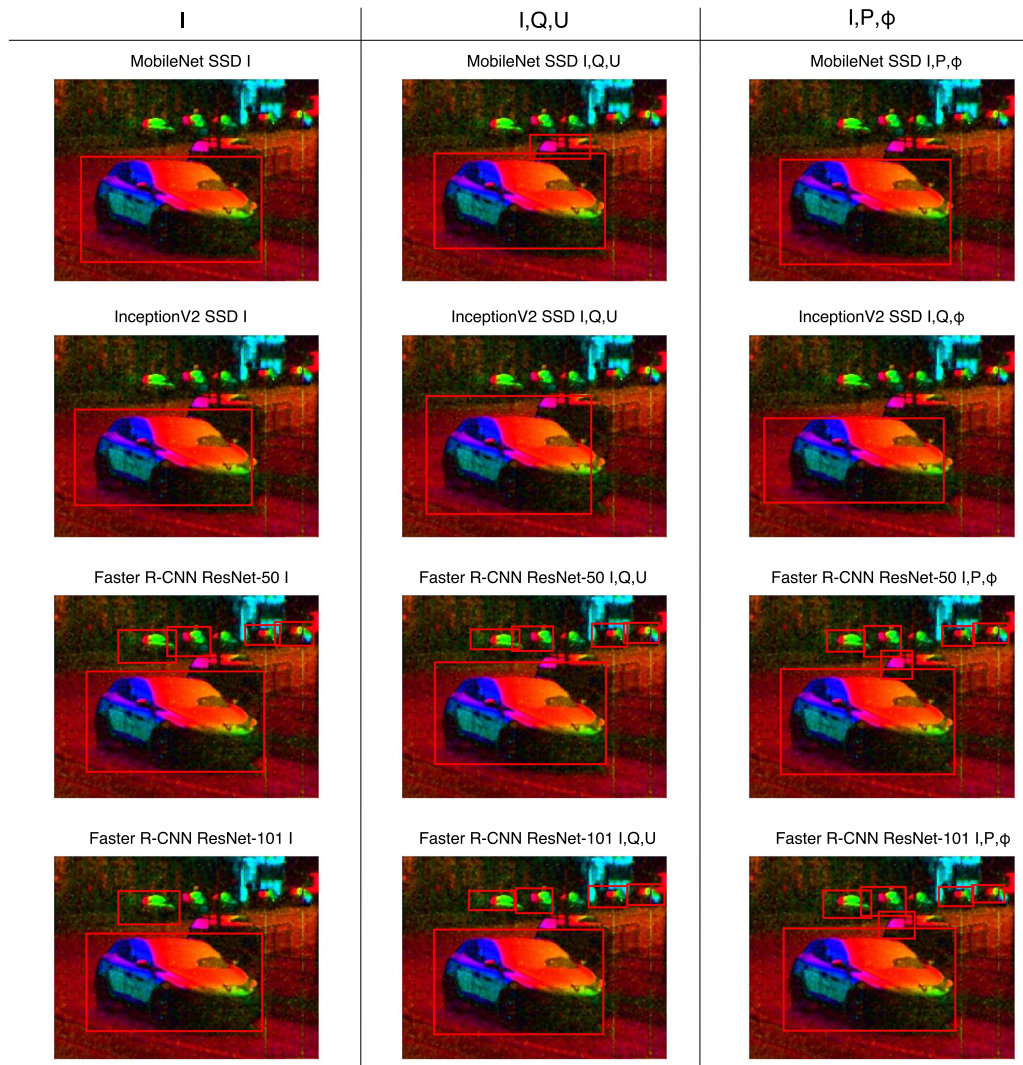 I I,Q,U I,P,ϕ
MobileNet SSD I MobileNet SSD I,Q,U MobileNet SSD I,P,ϕ
InceptionV2 SSD I InceptionV2 SSD I,Q,U InceptionV2 SSD I,Q,ϕ
Faster R-CNN ResNet-50 I Faster R-CNN ResNet-50 I,Q,U Faster R-CNN ResNet-50 I,P,ϕ
Faster R-CNN ResNet-101 I Faster R-CNN ResNet-101 I,Q,U Faster R-CNN ResNet-101 I,P,ϕ